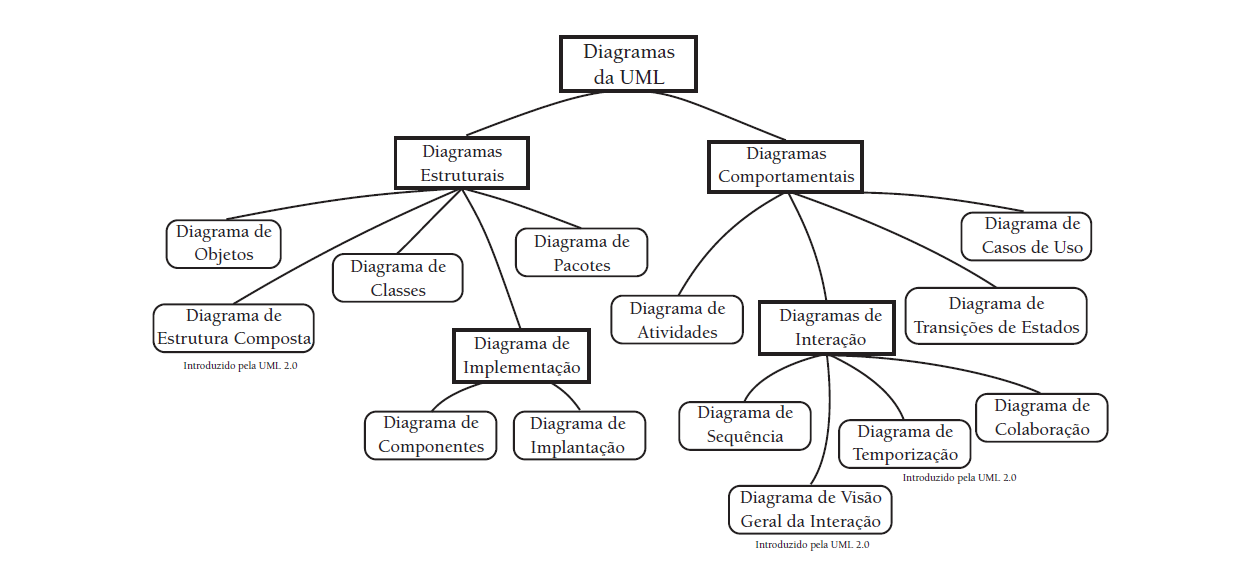 Diagramas
da UML
Diagramas
Estruturais
Diagramas
Comportamentais
Diagrama de
Objetos
Diagrama de
Estrutura Composta
Introduzido pela UML 2.0
Diagrama de
Classes
Diagrama de
Pacotes
Diagrama de
Implementação
Diagrama de
Componentes
Diagrama de
Implantação
Diagrama de
Atividades
Diagramas de
Interação
Diagrama de
Transições de Estados
Diagrama de
Casos de Uso
Diagrama de
Sequência
Diagrama de Visão
Geral da Interação
Introduzido pela UML 2.0
Diagrama de
Temporização
Introduzido pela UML 2.0
Diagrama de
Colaboração